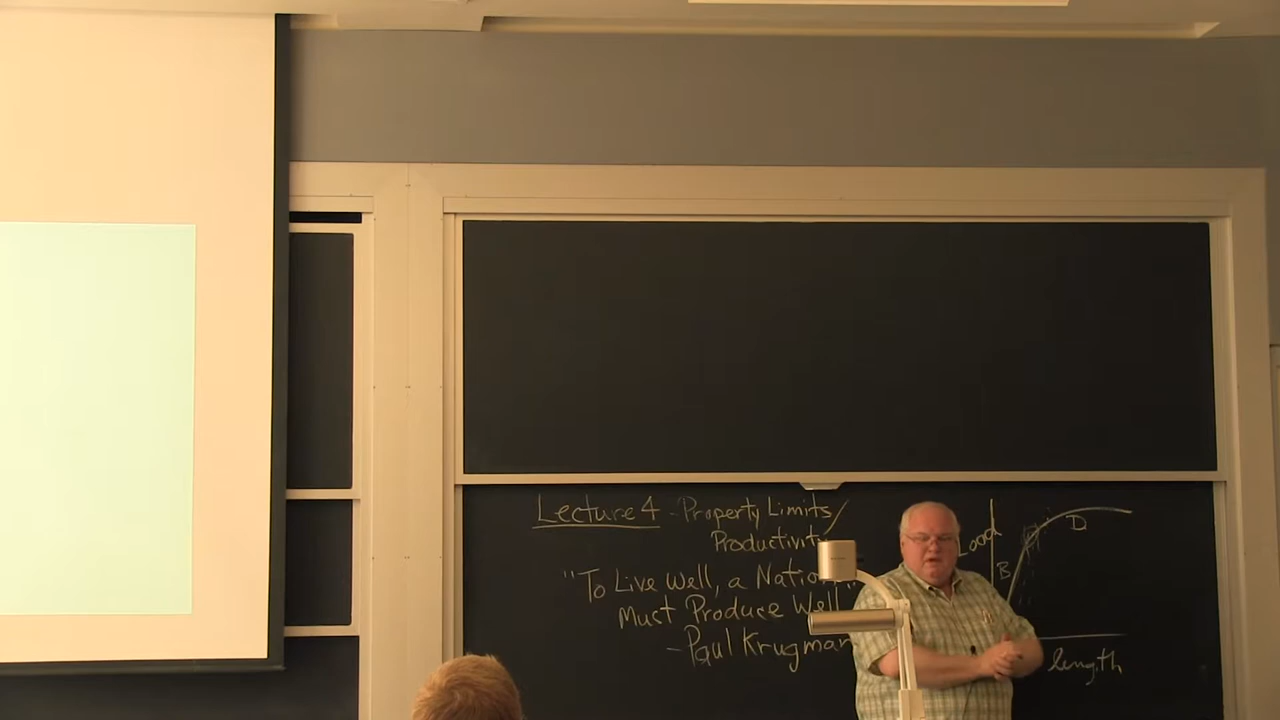 Lecture 4 - Property Limits/
Productivity
"To Live Well, a Nation
Must Produce Well"
- Paul Krugman
Load
B
D
length